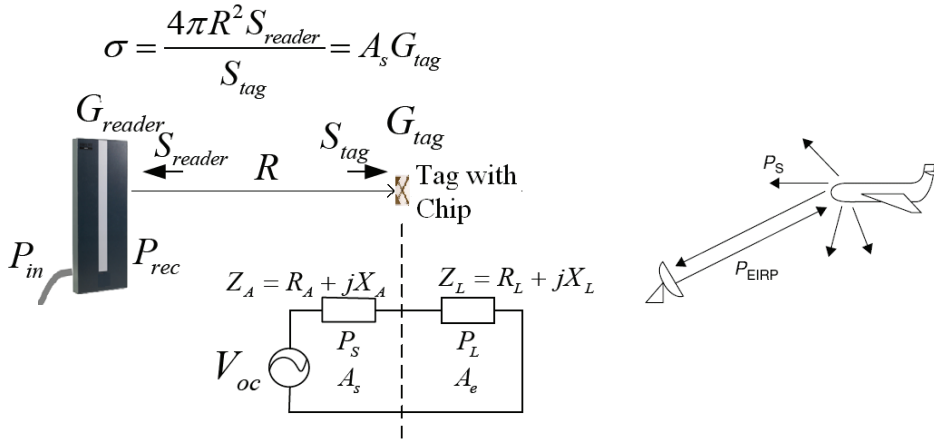 σ = 4πR²S_reader / S_tag = A_s G_tag
G_reader
S_reader
R
S_tag
G_tag
Tag with
Chip
P_in
P_rec
Z_A = R_A + jX_A
Z_L = R_L + jX_L
P_s
P_L
A_s
A_e
V_oc
P_S
P_EIRP